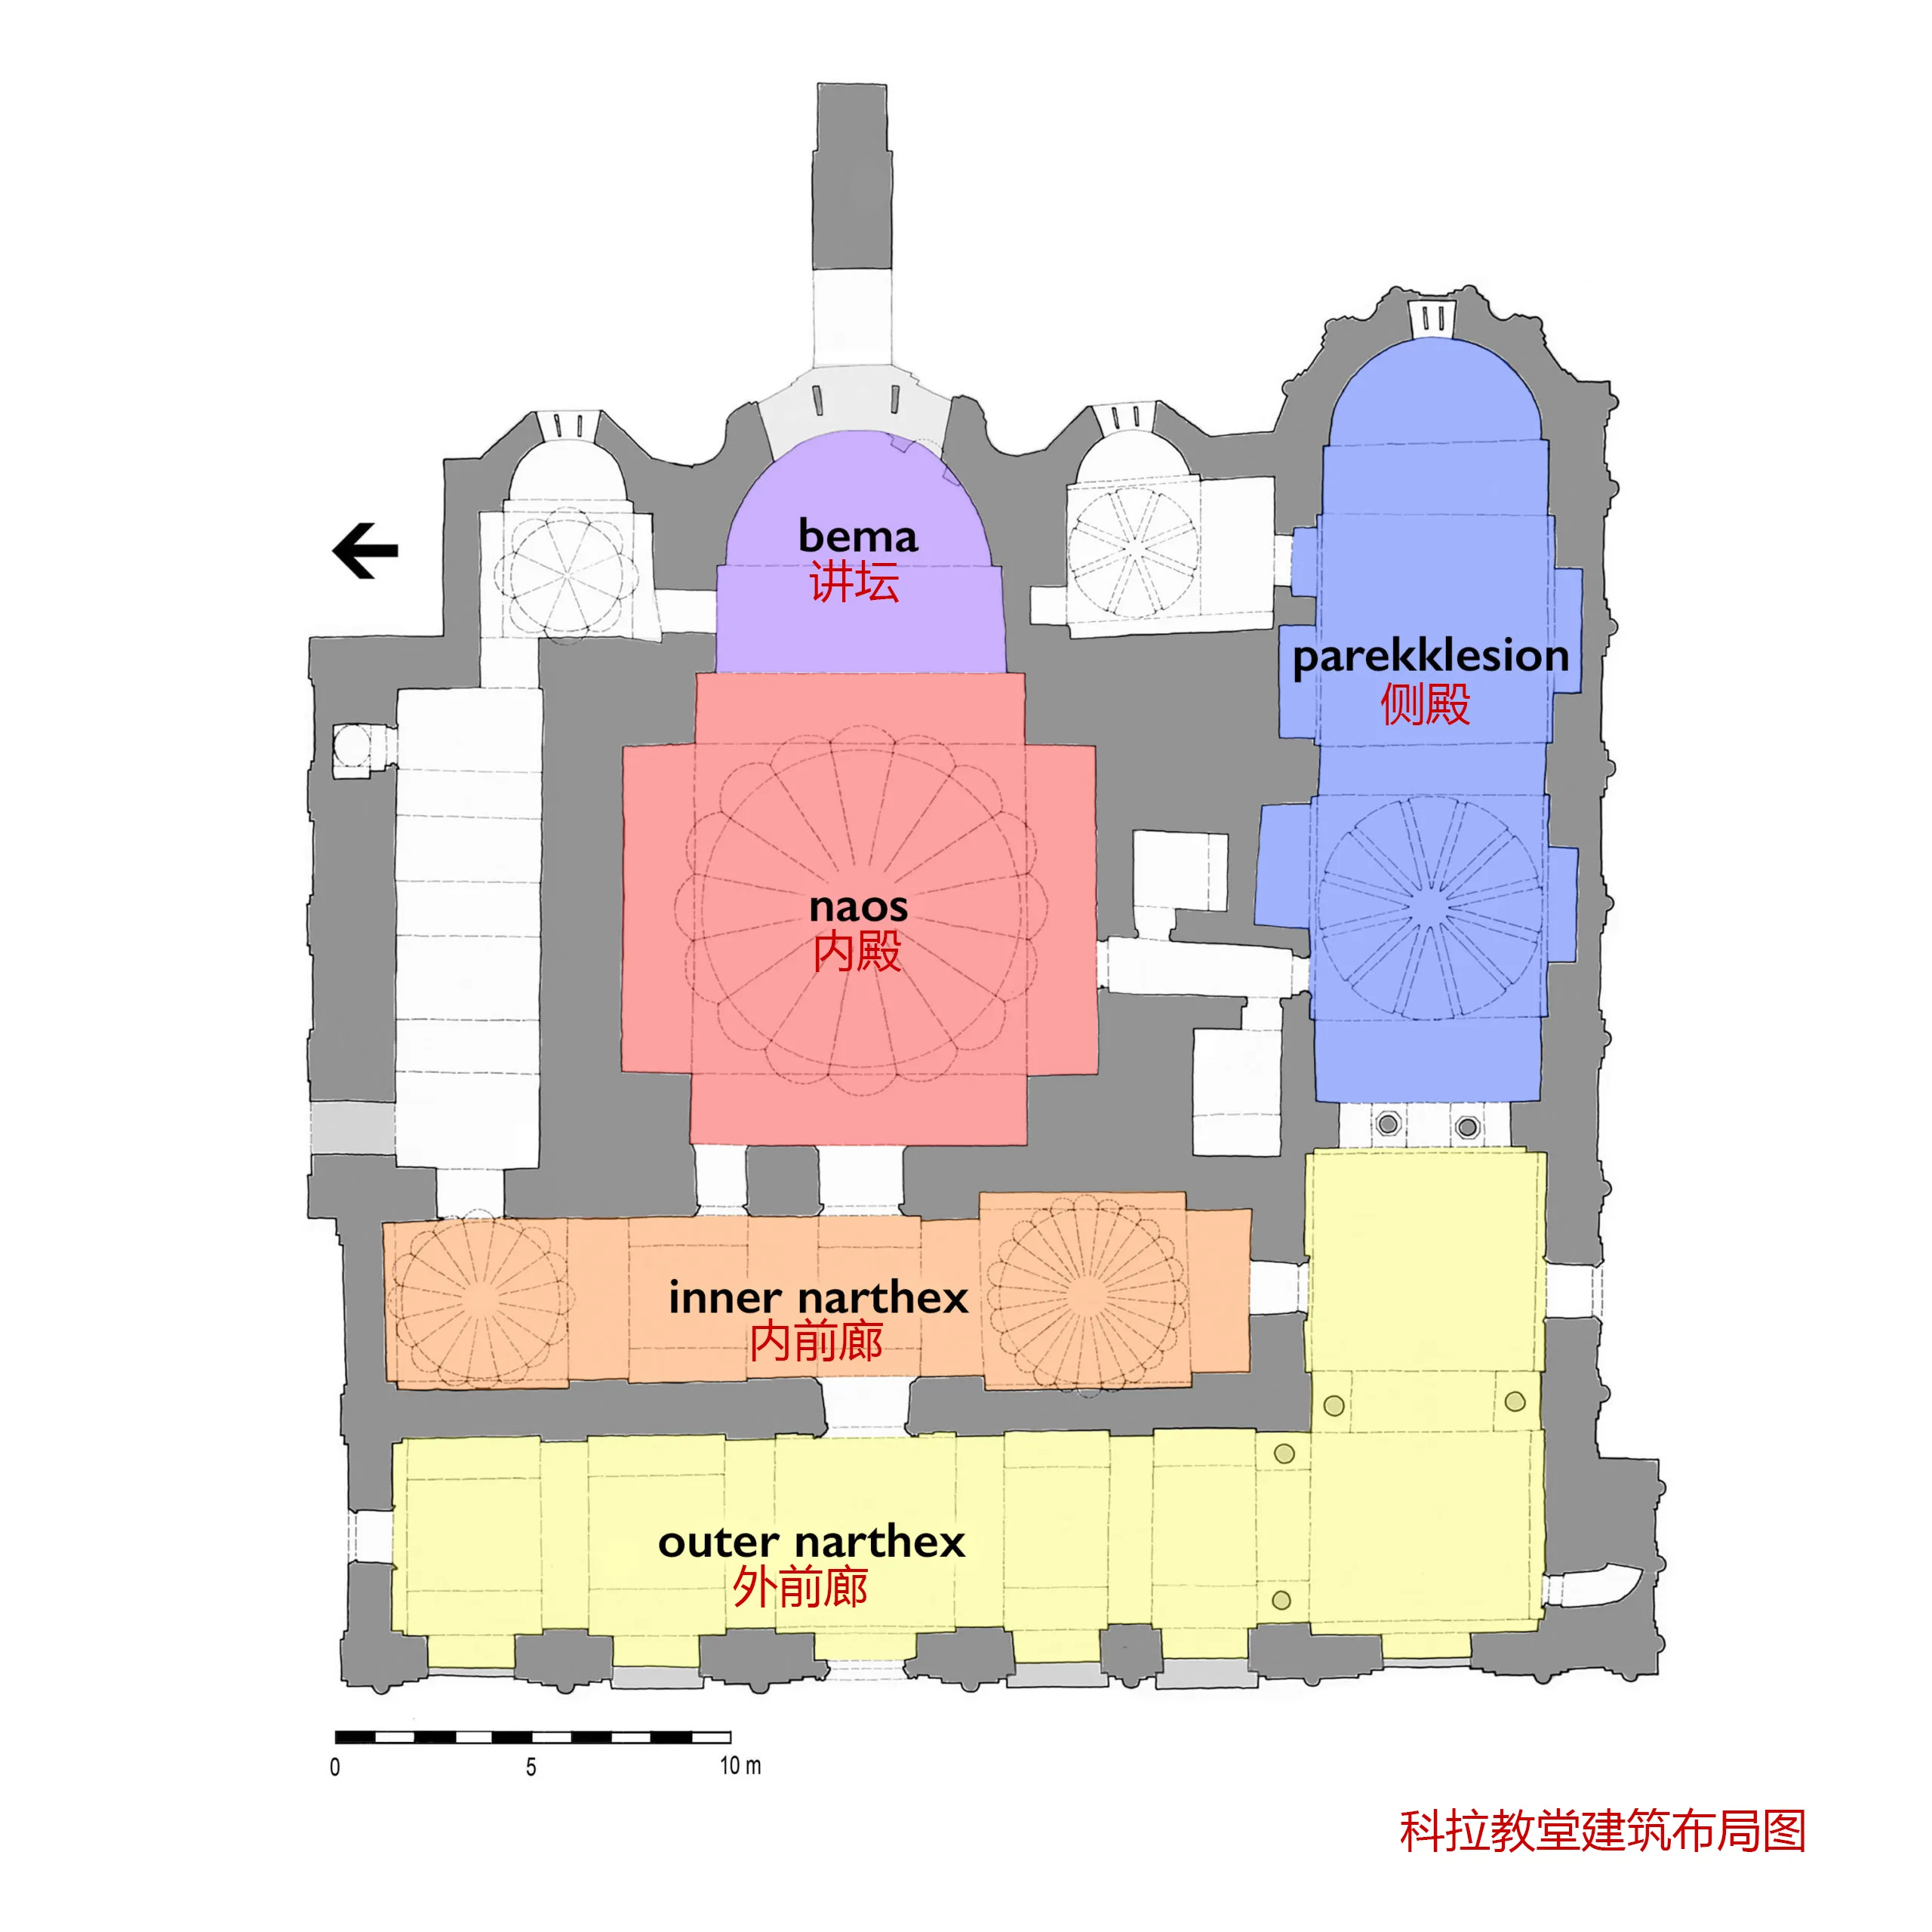 bema
讲坛
parekklesion
侧殿
naos
内殿
inner narthex
内前廊
outer narthex
外前廊
0 5 10 m
科拉教堂建筑布局图